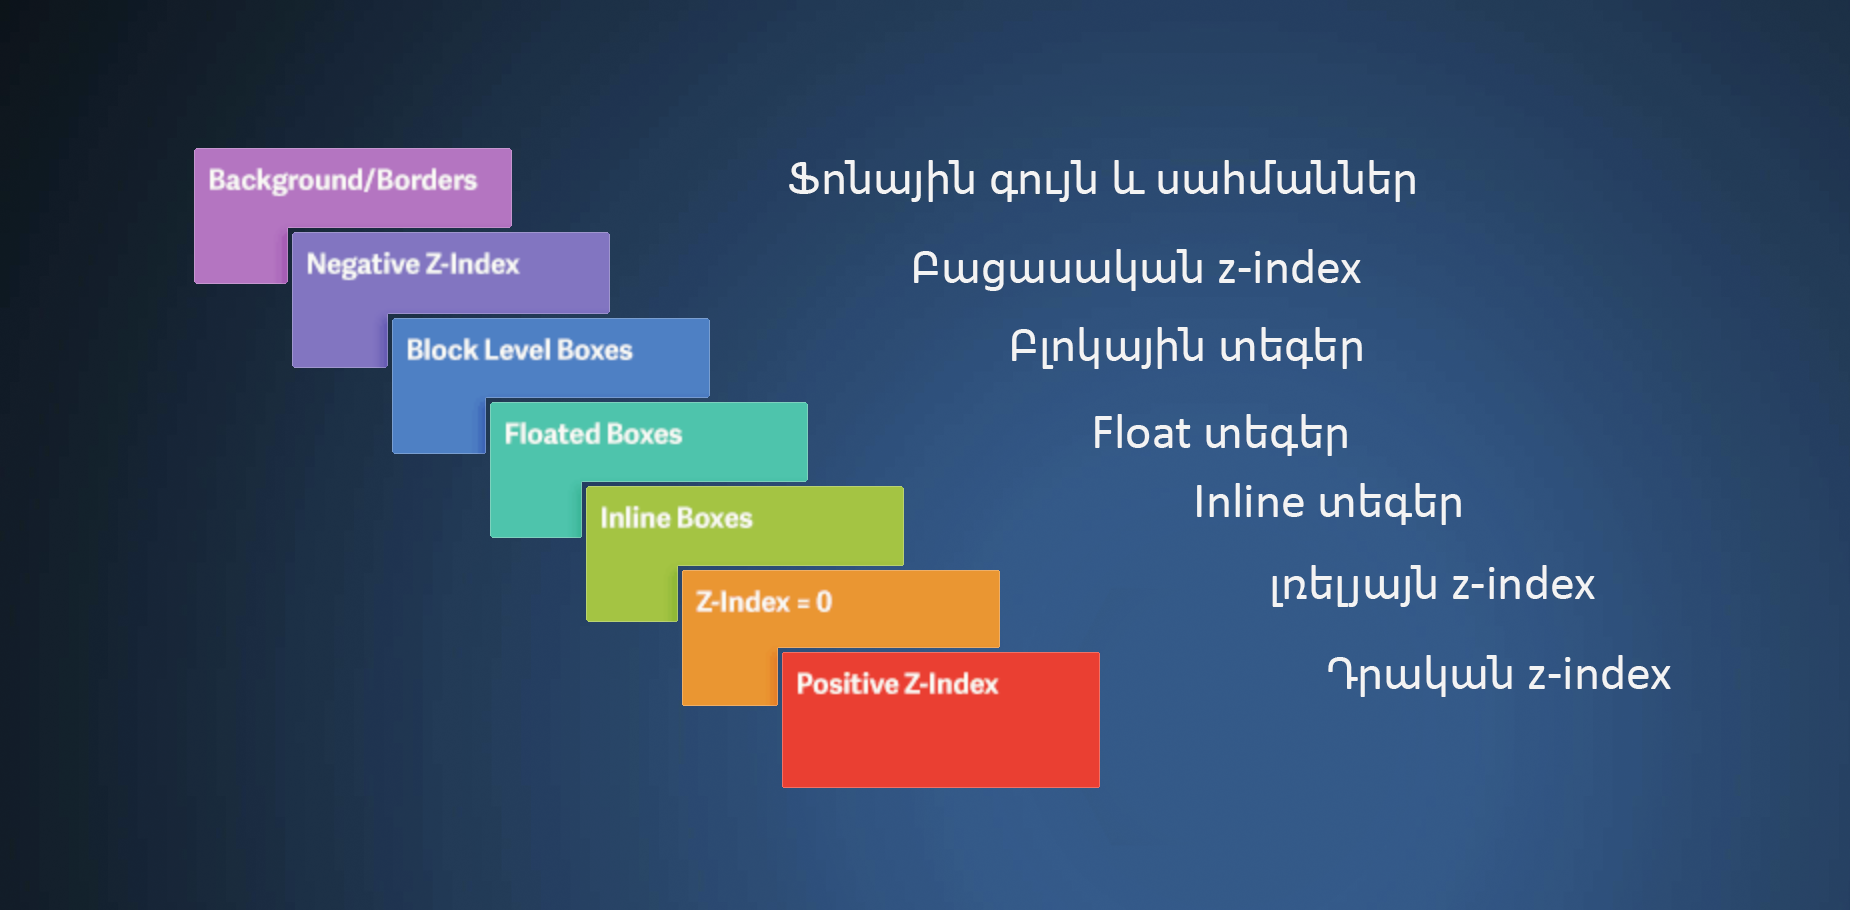 Background/Borders
Ֆոնային գույն և սահմաններ
Negative Z-Index
Բացասական z-index
Block Level Boxes
Բլոկային տեգեր
Floated Boxes
Float տեգեր
Inline Boxes
Inline տեգեր
Z-Index = 0
լռելյայն z-index
Positive Z-Index
Դրական z-index